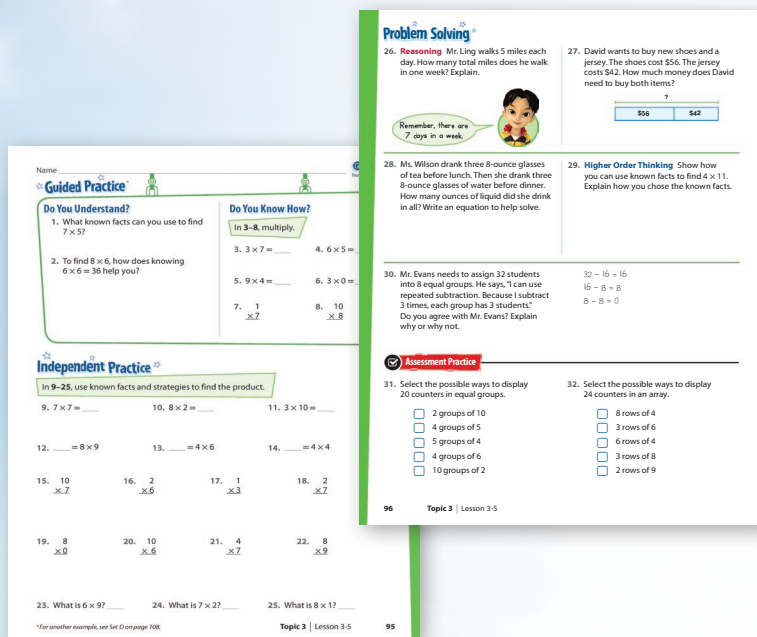 Name
Guided Practice*
Do You Understand?
1. What known facts can you use to find
7 × 5?
2. To find 8 × 6, how does knowing
6 × 6 = 36 help you?
Do You Know How?
In 3–8, multiply.
3. 3 × 7 = ____
4. 6 × 5 =
5. 9 × 4 = ____
6. 3 × 0 =
7. 1
× 7
8. 10
× 8
Independent Practice*
In 9–25, use known facts and strategies to find the product.
9. 7 × 7 = ____
10. 8 × 2 = ____
11. 3 × 10 = ____
12. ____ = 8 × 9
13. ____ = 4 × 6
14. ____ = 4 × 4
15. 10
× 7
16. 2
× 6
17. 1
× 3
18. 2
× 7
19. 8
× 0
20. 10
× 6
21. 4
× 7
22. 8
× 9
23. What is 6 × 9? ____
24. What is 7 × 2? ____
25. What is 8 × 1? ____
*For another example, see Set D on page 108.
Topic 3 | Lesson 3-5
95
Problem Solving*
26. Reasoning Mr. Ling walks 5 miles each
day. How many total miles does he walk
in one week? Explain.
Remember, there are
7 days in a week.
27. David wants to buy new shoes and a
jersey. The shoes cost $56. The jersey
costs $42. How much money does David
need to buy both items?
?
$56 $42
28. Ms. Wilson drank three 8-ounce glasses
of tea before lunch. Then she drank three
8-ounce glasses of water before dinner.
How many ounces of liquid did she drink
in all? Write an equation to help solve.
29. Higher Order Thinking Show how
you can use known facts to find 4 × 11.
Explain how you chose the known facts.
30. Mr. Evans needs to assign 32 students
into 8 equal groups. He says, "I can use
repeated subtraction. Because I subtract
3 times, each group has 3 students."
Do you agree with Mr. Evans? Explain
why or why not.
32 – 16 = 16
16 – 8 = 8
8 – 8 = 0
Assessment Practice
31. Select the possible ways to display
20 counters in equal groups.
2 groups of 10
4 groups of 5
5 groups of 4
4 groups of 6
10 groups of 2
32. Select the possible ways to display
24 counters in an array.
8 rows of 4
3 rows of 6
6 rows of 4
3 rows of 8
2 rows of 9
96
Topic 3 | Lesson 3-5